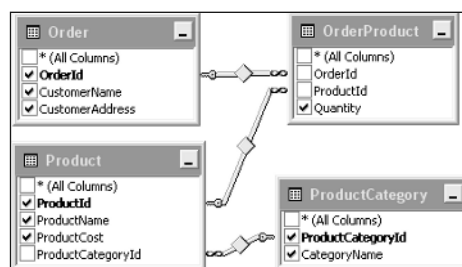 Order
* (All Columns)
OrderId
CustomerName
CustomerAddress
OrderProduct
* (All Columns)
OrderId
ProductId
Quantity
Product
* (All Columns)
ProductId
ProductName
ProductCost
ProductCategoryId
ProductCategory
* (All Columns)
ProductCategoryId
CategoryName